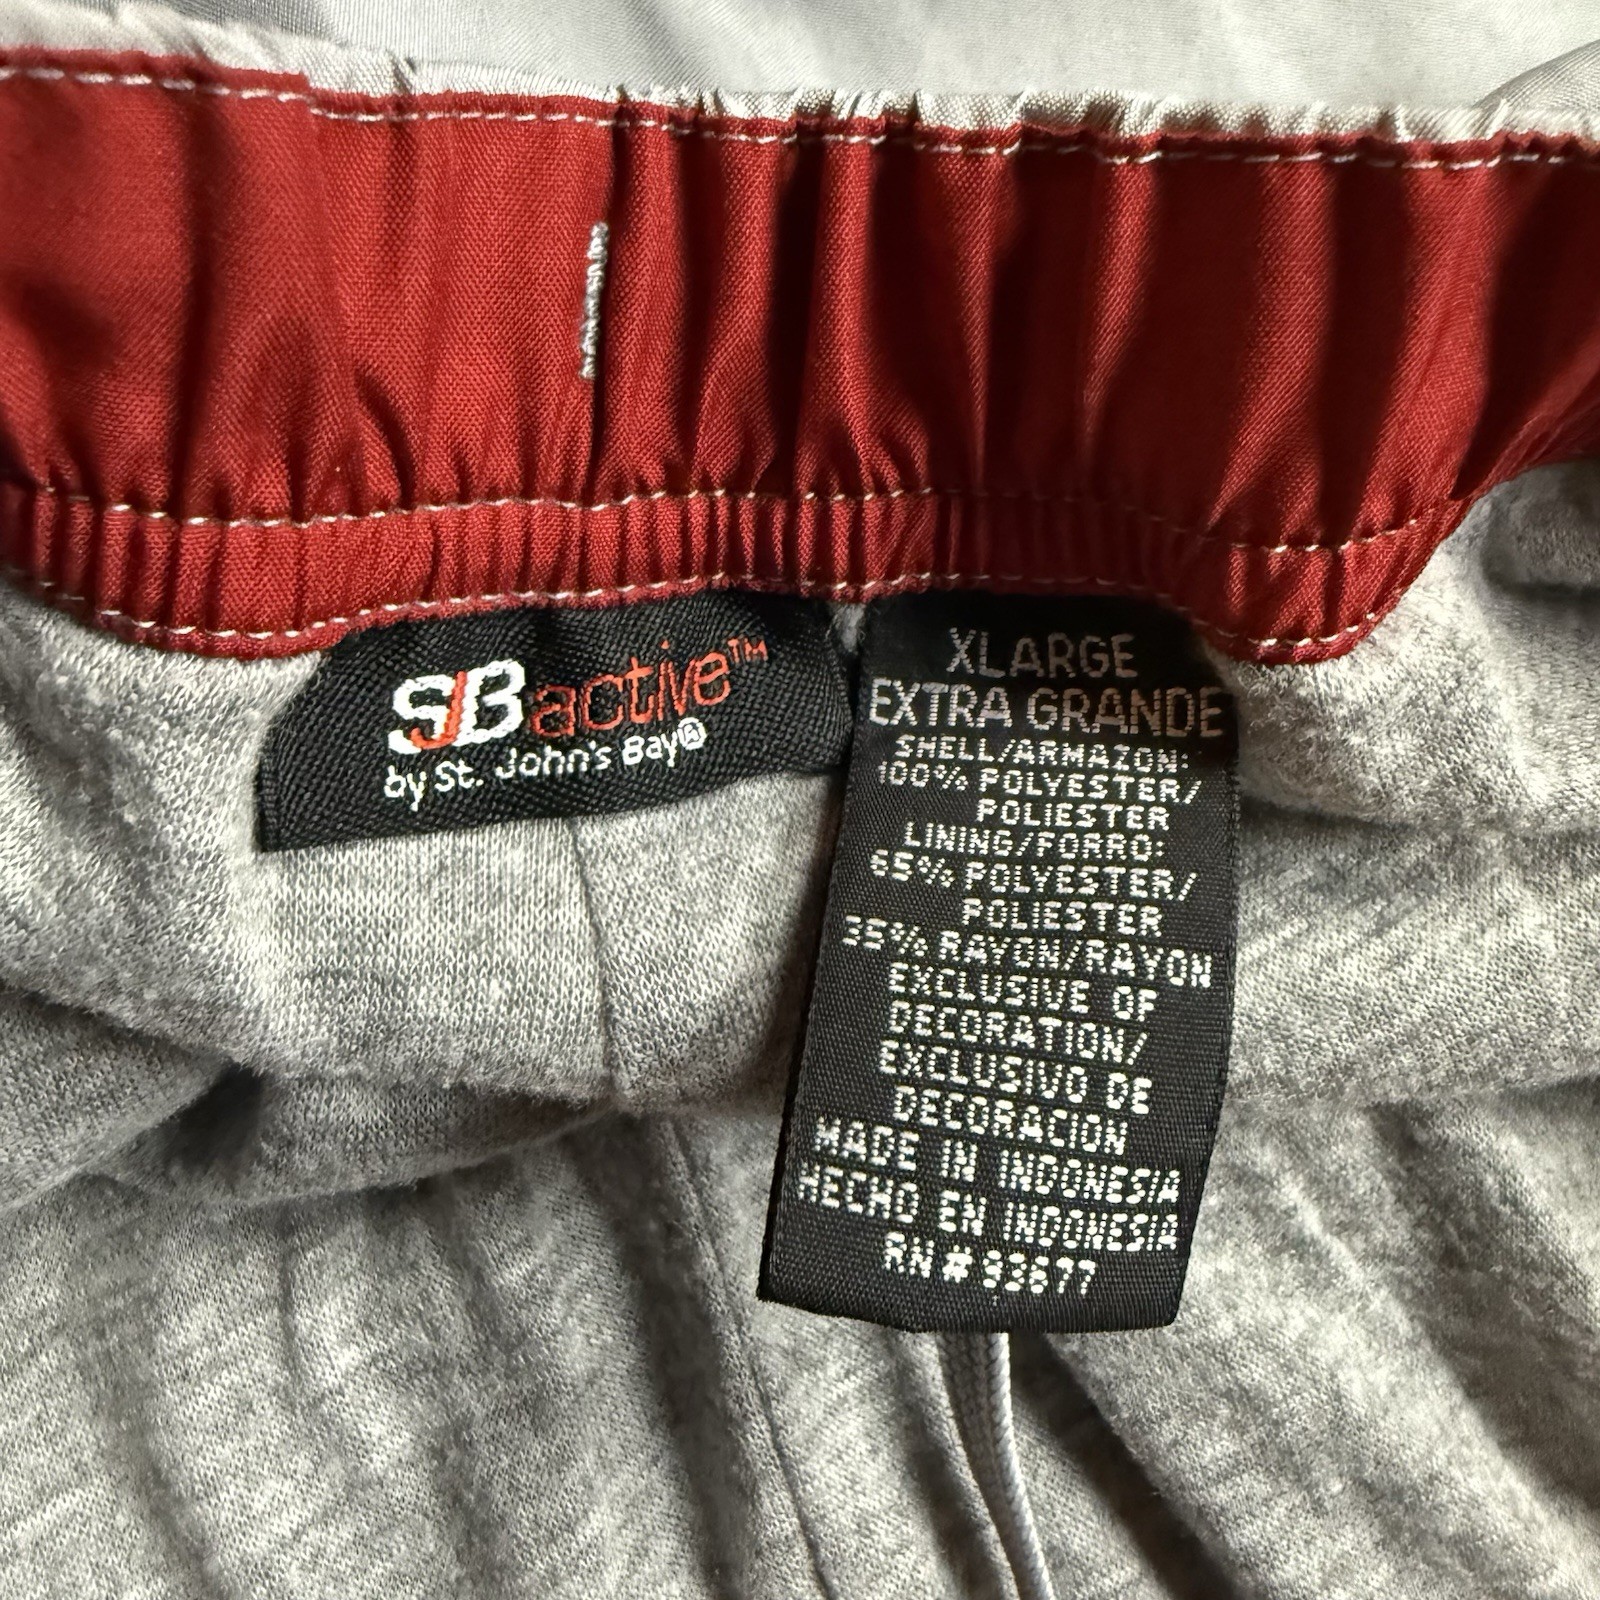 SJB active™
by St. John's Bay®
XLARGE
EXTRA GRANDE
SHELL/ARMAZON:
100% POLYESTER/
POLIESTER
LINING/FORRO:
65% POLYESTER/
POLIESTER
35% RAYON/RAYON
EXCLUSIVE OF
DECORATION/
EXCLUSIVO DE
DECORACION
MADE IN INDONESIA
HECHO EN INDONESIA
RN # 93677